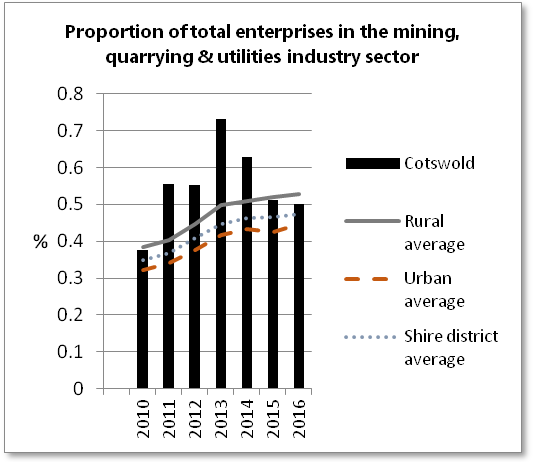 Proportion of total enterprises in the mining,
quarrying & utilities industry sector
0.8
0.7
0.6
0.5
0.4
0.3
0.2
0.1
0
%
2010
2011
2012
2013
2014
2015
2016
Cotswold
Rural
average
Urban
average
Shire district
average